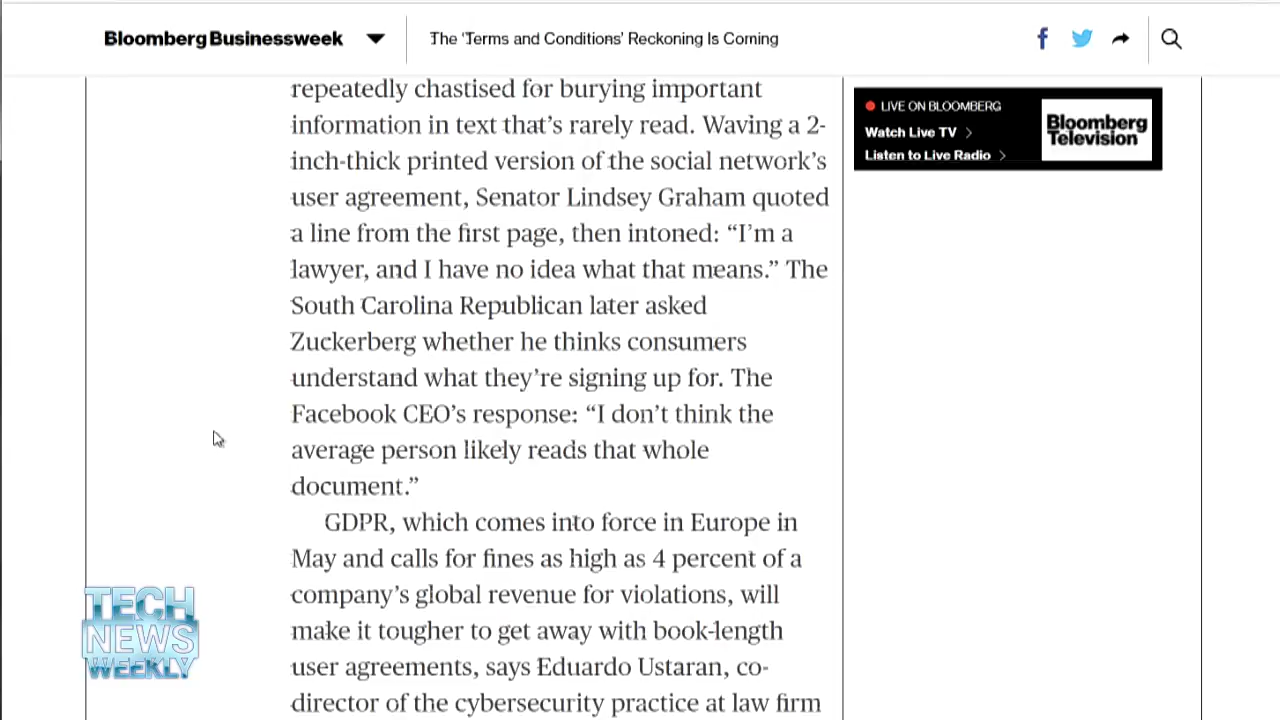 Bloomberg Businessweek
The 'Terms and Conditions' Reckoning Is Coming
repeatedly chastised for burying important
information in text that's rarely read. Waving a 2-
inch-thick printed version of the social network's
user agreement, Senator Lindsey Graham quoted
a line from the first page, then intoned: “I'm a
lawyer, and I have no idea what that means.” The
South Carolina Republican later asked
Zuckerberg whether he thinks consumers
understand what they're signing up for. The
Facebook CEO's response: “I don't think the
average person likely reads that whole
document.”
GDPR, which comes into force in Europe in
May and calls for fines as high as 4 percent of a
company's global revenue for violations, will
make it tougher to get away with book-length
user agreements, says Eduardo Ustaran, co-
director of the cybersecurity practice at law firm
LIVE ON BLOOMBERG
Watch Live TV
Listen to Live Radio
Bloomberg
Television
TECH
NEWS
WEEKLY